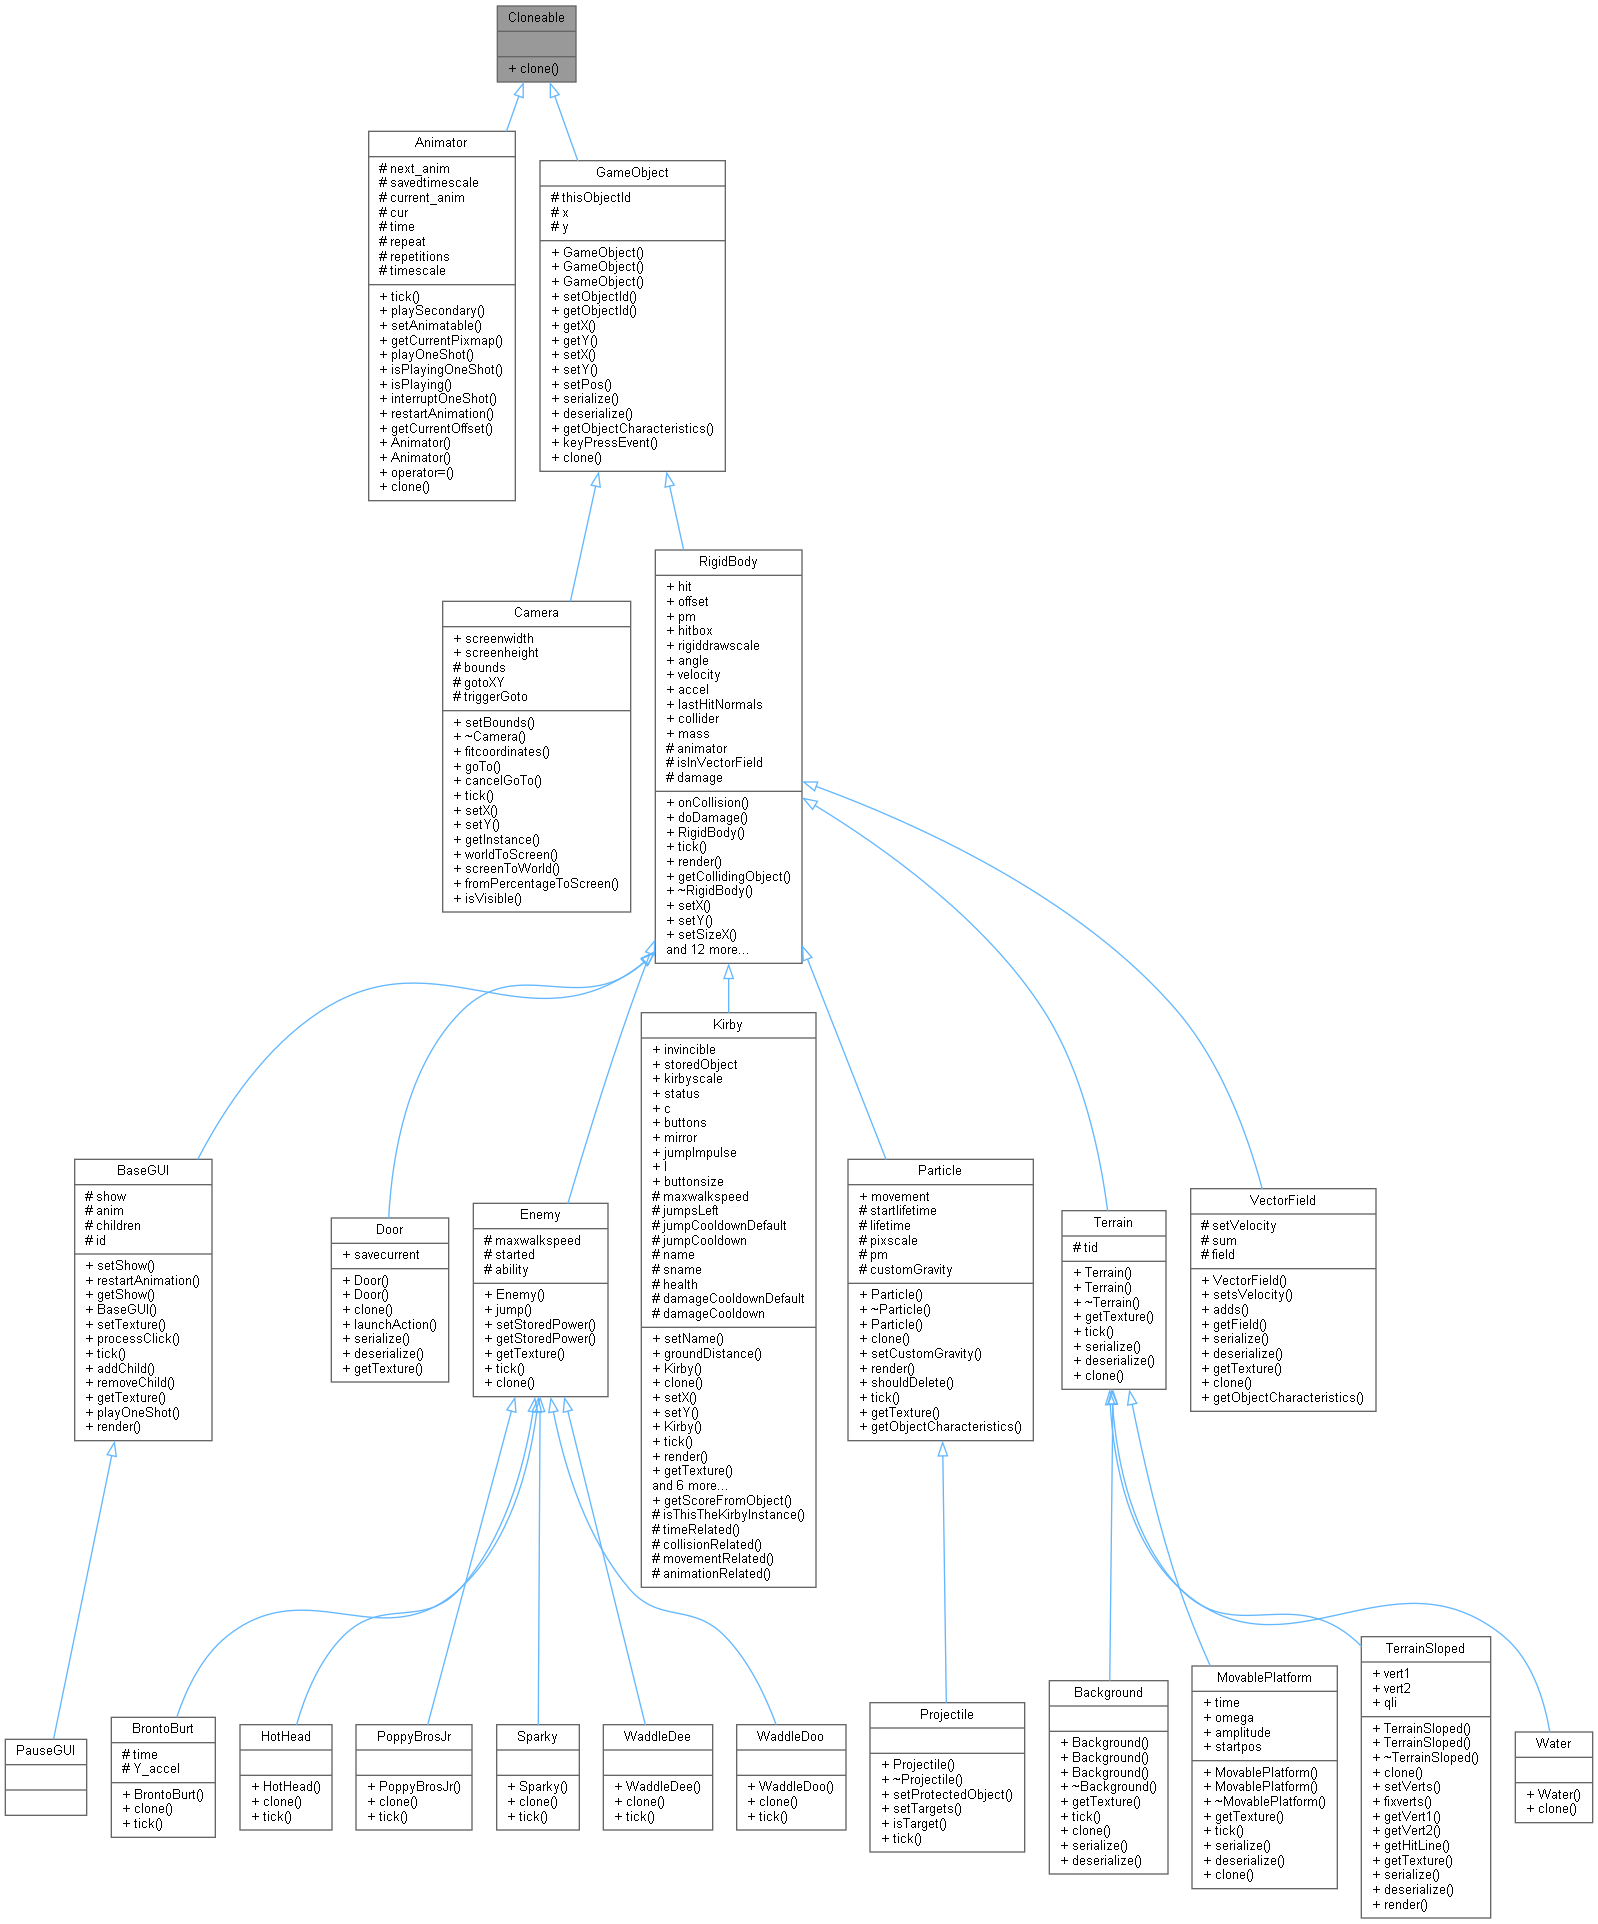 Cloneable
+ clone()
Animator
# next_anim
# savedtimescale
# current_anim
# cur
# time
# repeat
# repetitions
# timescale
+ tick()
+ playSecondary()
+ setAnimatable()
+ getCurrentPixmap()
+ playOneShot()
+ isPlayingOneShot()
+ isPlaying()
+ interruptOneShot()
+ restartAnimation()
+ getCurrentOffset()
+ Animator()
+ Animator()
+ operator=()
+ clone()
GameObject
# thisObjectId
# x
# y
+ GameObject()
+ GameObject()
+ GameObject()
+ setObjectId()
+ getObjectId()
+ getX()
+ getY()
+ setX()
+ setY()
+ setPos()
+ serialize()
+ deserialize()
+ getObjectCharacteristics()
+ keyPressEvent()
+ clone()
Camera
+ screenwidth
+ screenheight
# bounds
# gotoXY
# triggerGoto
+ setBounds()
+ ~Camera()
+ fitcoordinates()
+ goTo()
+ cancelGoTo()
+ tick()
+ setX()
+ setY()
+ getInstance()
+ worldToScreen()
+ screenToWorld()
+ fromPercentageToScreen()
+ isVisible()
RigidBody
+ hit
+ offset
+ pm
+ hitbox
+ rigiddrawscale
+ angle
+ velocity
+ accel
+ lastHitNormals
+ collider
+ mass
# animator
# isInVectorField
# damage
+ onCollision()
+ doDamage()
+ RigidBody()
+ tick()
+ render()
+ getCollidingObject()
+ ~RigidBody()
+ setX()
+ setY()
+ setSizeX()
and 12 more...
BaseGUI
# show
# anim
# children
# id
+ setShow()
+ restartAnimation()
+ getShow()
+ BaseGUI()
+ setTexture()
+ processClick()
+ tick()
+ addChild()
+ removeChild()
+ getTexture()
+ playOneShot()
+ render()
Door
+ savecurrent
+ Door()
+ Door()
+ clone()
+ launchAction()
+ serialize()
+ deserialize()
+ getTexture()
Enemy
# maxwalkspeed
# started
# ability
+ Enemy()
+ jump()
+ setStoredPower()
+ getStoredPower()
+ getTexture()
+ tick()
+ clone()
Kirby
+ invincible
+ storedObject
+ kirbyscale
+ status
+ c
+ buttons
+ mirror
+ jumpImpulse
+ l
+ buttonsize
# maxwalkspeed
# jumpsLeft
# jumpCooldownDefault
# jumpCooldown
# name
# sname
# health
# damageCooldownDefault
# damageCooldown
+ setName()
+ groundDistance()
+ Kirby()
+ clone()
+ setX()
+ setY()
+ Kirby()
+ tick()
+ render()
+ getTexture()
and 6 more...
+ getScoreFromObject()
# isThisTheKirbyInstance()
# timeRelated()
# collisionRelated()
# movementRelated()
# animationRelated()
Particle
+ movement
# startlifetime
# lifetime
# pixscale
# pm
# customGravity
+ Particle()
+ ~Particle()
+ Particle()
+ clone()
+ setCustomGravity()
+ render()
+ shouldDelete()
+ tick()
+ getTexture()
+ getObjectCharacteristics()
Terrain
# tid
+ Terrain()
+ Terrain()
+ ~Terrain()
+ getTexture()
+ tick()
+ serialize()
+ deserialize()
+ clone()
VectorField
# setVelocity
# sum
# field
+ VectorField()
+ setsVelocity()
+ adds()
+ getField()
+ serialize()
+ deserialize()
+ getTexture()
+ clone()
+ getObjectCharacteristics()
PauseGUI
BrontoBurt
# time
# Y_accel
+ BrontoBurt()
+ clone()
+ tick()
HotHead
+ HotHead()
+ clone()
+ tick()
PoppyBrosJr
+ PoppyBrosJr()
+ clone()
+ tick()
Sparky
+ Sparky()
+ clone()
+ tick()
WaddleDee
+ WaddleDee()
+ clone()
+ tick()
WaddleDoo
+ WaddleDoo()
+ clone()
+ tick()
Projectile
+ Projectile()
+ ~Projectile()
+ setProtectedObject()
+ setTargets()
+ isTarget()
+ tick()
Background
+ Background()
+ Background()
+ Background()
+ ~Background()
+ getTexture()
+ tick()
+ clone()
+ serialize()
+ deserialize()
MovablePlatform
+ time
+ omega
+ amplitude
+ startpos
+ MovablePlatform()
+ MovablePlatform()
+ ~MovablePlatform()
+ getTexture()
+ tick()
+ serialize()
+ deserialize()
+ clone()
TerrainSloped
+ vert1
+ vert2
+ qli
+ TerrainSloped()
+ TerrainSloped()
+ ~TerrainSloped()
+ clone()
+ setVerts()
+ fixverts()
+ getVert1()
+ getVert2()
+ getHitLine()
+ getTexture()
+ serialize()
+ deserialize()
+ render()
Water
+ Water()
+ clone()